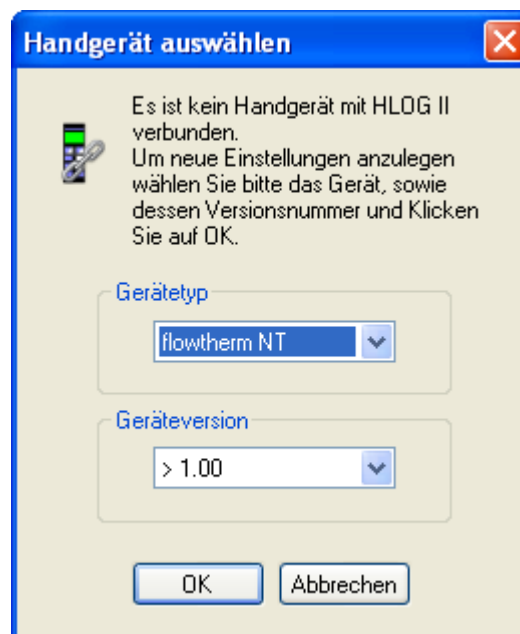 Handgerät auswählen
Es ist kein Handgerät mit HLOG II
verbunden.
Um neue Einstellungen anzulegen
wählen Sie bitte das Gerät, sowie
dessen Versionsnummer und Klicken
Sie auf OK.
Gerätetyp
flowtherm NT
Geräteversion
> 1.00
OK
Abbrechen